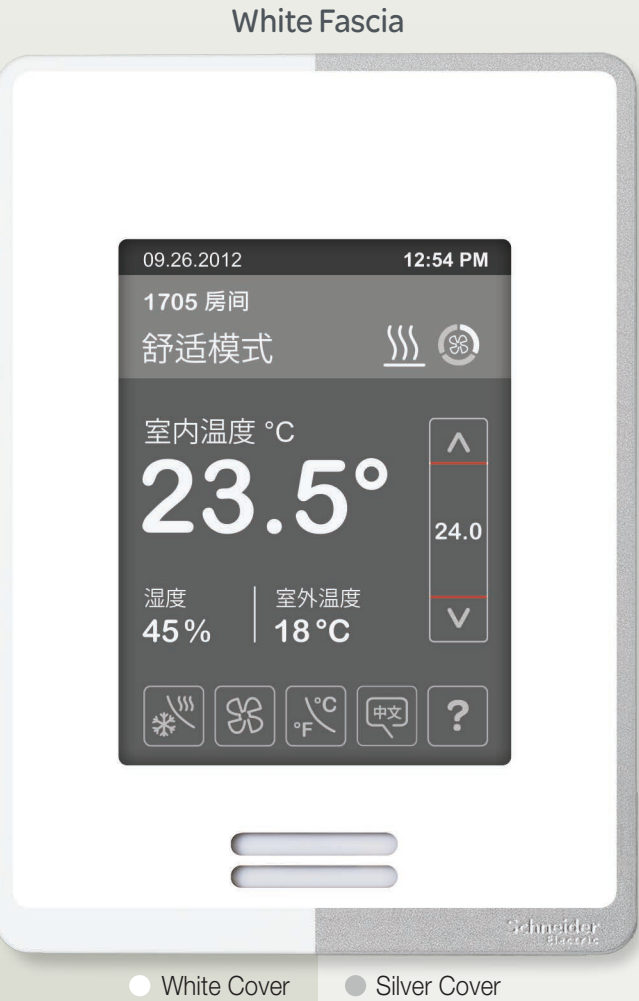 White Fascia
09.26.2012 12:54 PM
1705 房间
舒适模式
室内温度 °C
23.5°
24.0
湿度 室外温度
45% 18°C
°C
°F
中文
?
Schneider
Electric
White Cover Silver Cover